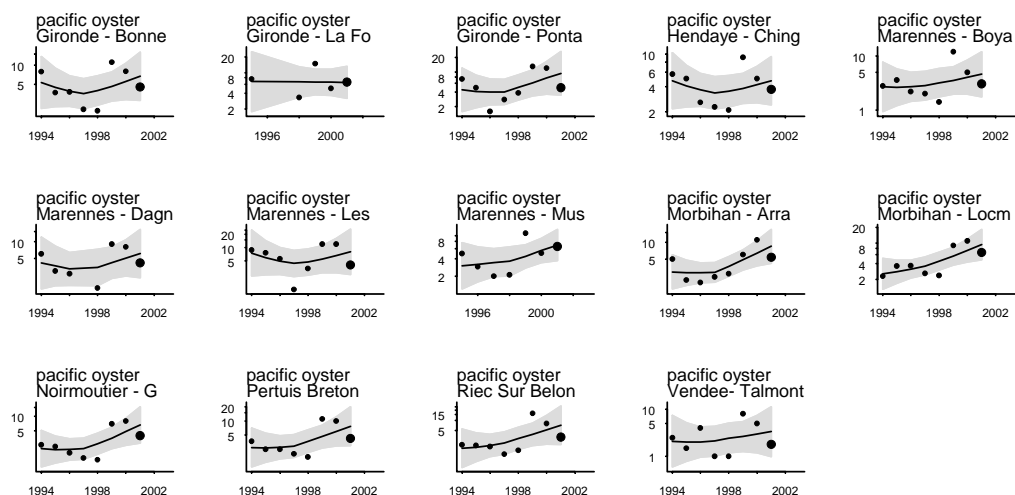 pacific oyster
Gironde - Bonne
10
5
1994 1998 2002
pacific oyster
Gironde - La Fo
20
8
4
2
1996 2000
pacific oyster
Gironde - Ponta
20
8
4
2
1994 1998 2002
pacific oyster
Hendaye - Ching
10
6
4
2
1994 1998 2002
pacific oyster
Marennes - Boya
10
5
1
1994 1998 2002
pacific oyster
Marennes - Dagn
10
5
1994 1998 2002
pacific oyster
Marennes - Les
20
10
5
1994 1998 2002
pacific oyster
Marennes - Mus
8
4
2
1996 2000
pacific oyster
Morbihan - Arra
10
5
1994 1998 2002
pacific oyster
Morbihan - Locm
20
8
4
2
1994 1998 2002
pacific oyster
Noirmoutier - G
10
5
1994 1998 2002
pacific oyster
Pertuis Breton
20
10
5
1994 1998 2002
pacific oyster
Riec Sur Belon
15
5
1994 1998 2002
pacific oyster
Vendee- Talmont
10
5
1
1994 1998 2002